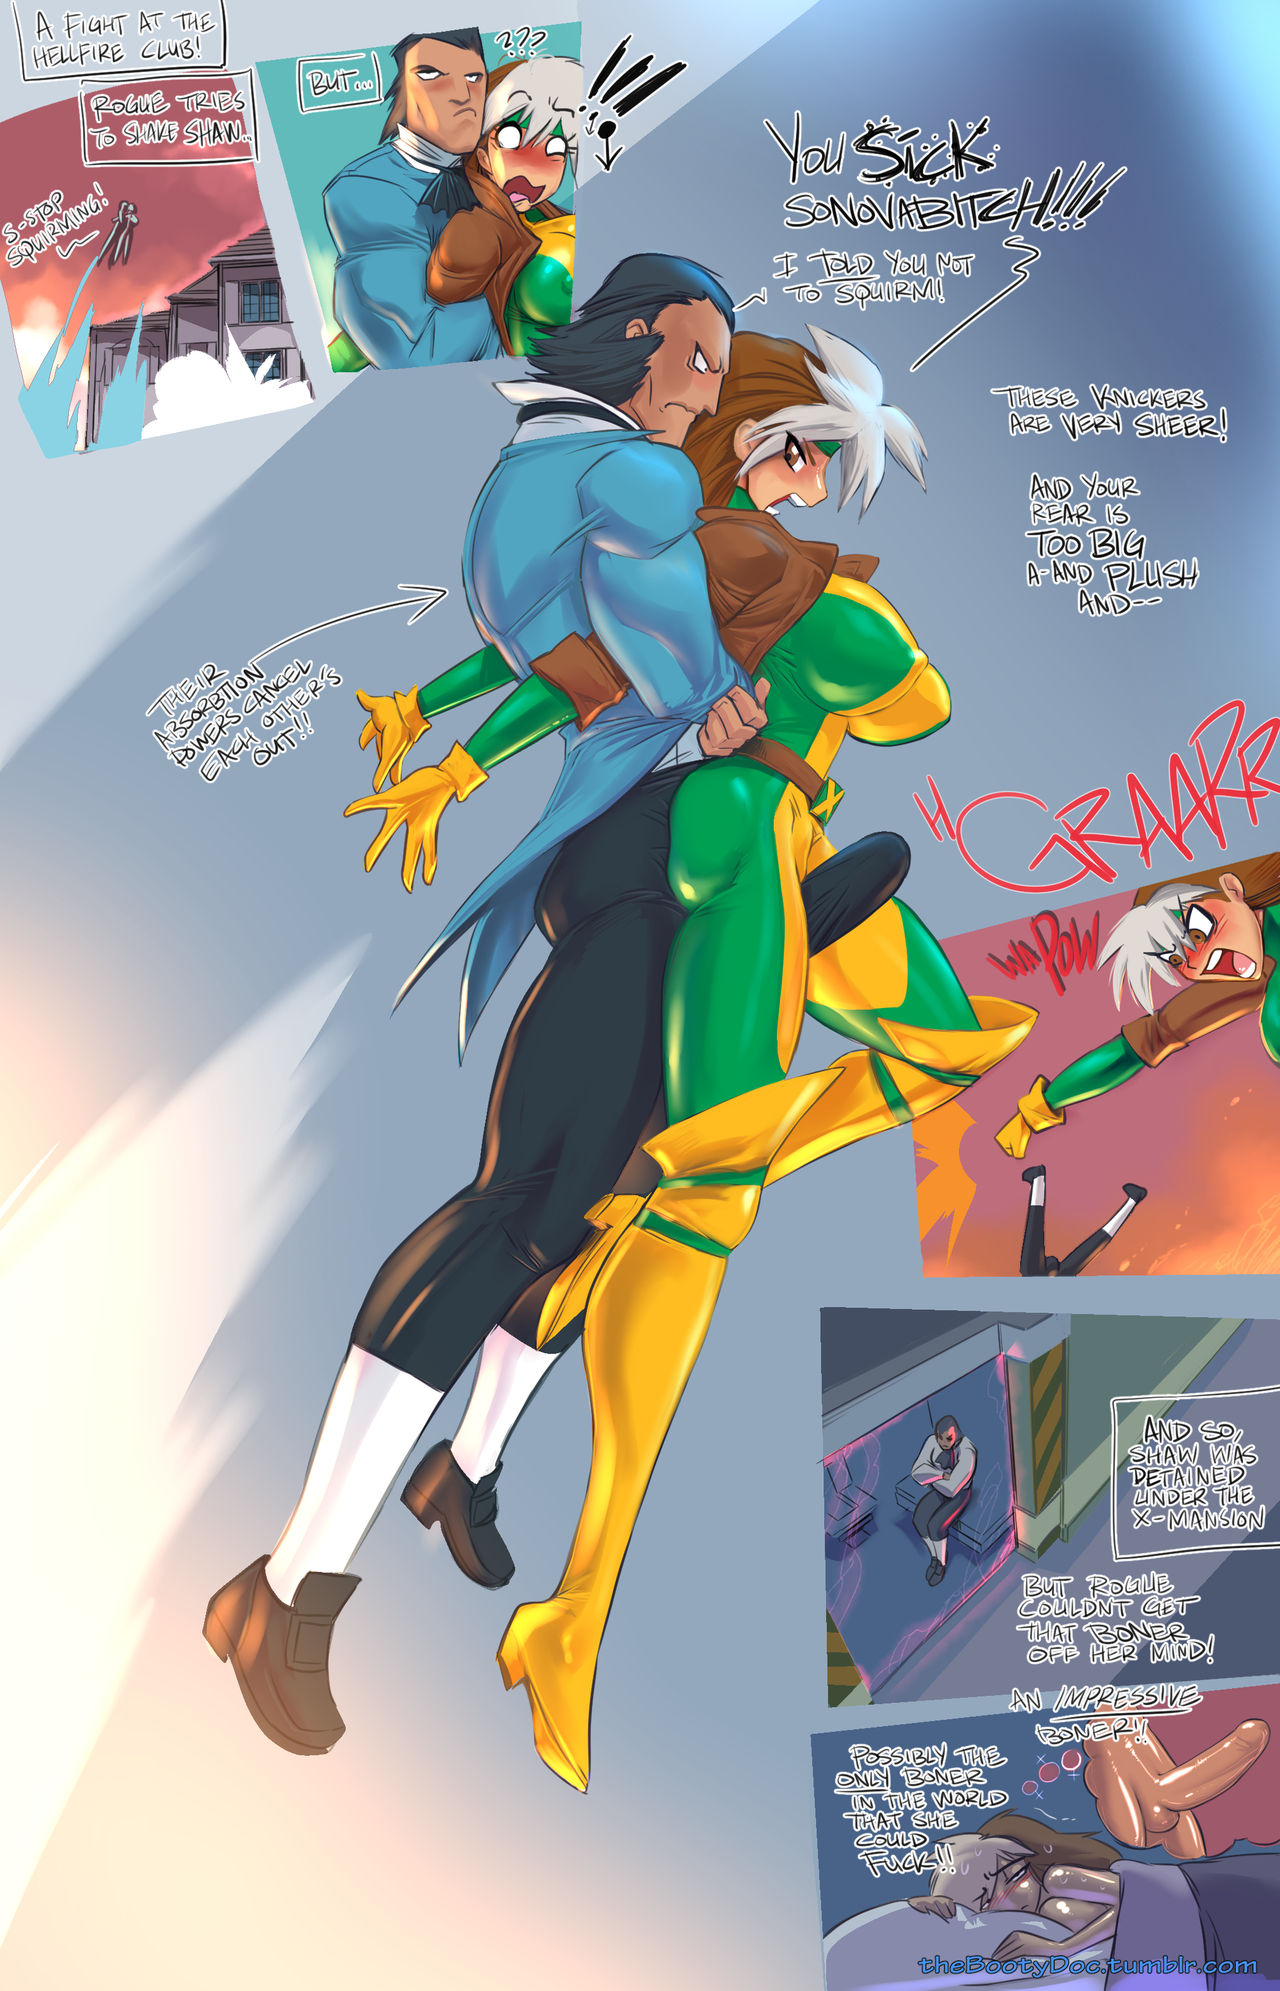 A FIGHT AT THE
HELLFIRE CLUB!
ROGUE TRIES
TO SHAKE SHAW..
S-STOP
SQUIRMING!
BUT...
???
!!!!
YOU SICK
SONOVABITCH!!!!
I TOLD YOU NOT
TO SQUIRM!
THESE KNICKERS
ARE VERY SHEER!
AND YOUR
REAR IS
TOO BIG
A-AND PLUSH
AND--
THEIR
ABSORBTION
POWERS CANCEL
EACH OTHER'S
OUT!!
X
HGRAARR
WAPOW
AND SO,
SHAW WAS
DETAINED
UNDER THE
X-MANSION
BUT ROGUE
COULDNT GET
THAT BONER
OFF HER MIND!
AN IMPRESSIVE
BONER!!
POSSIBLY THE
ONLY BONER
IN THE WORLD
THAT SHE
COULD
FUCK!!
theBootyDoc.tumblr.com